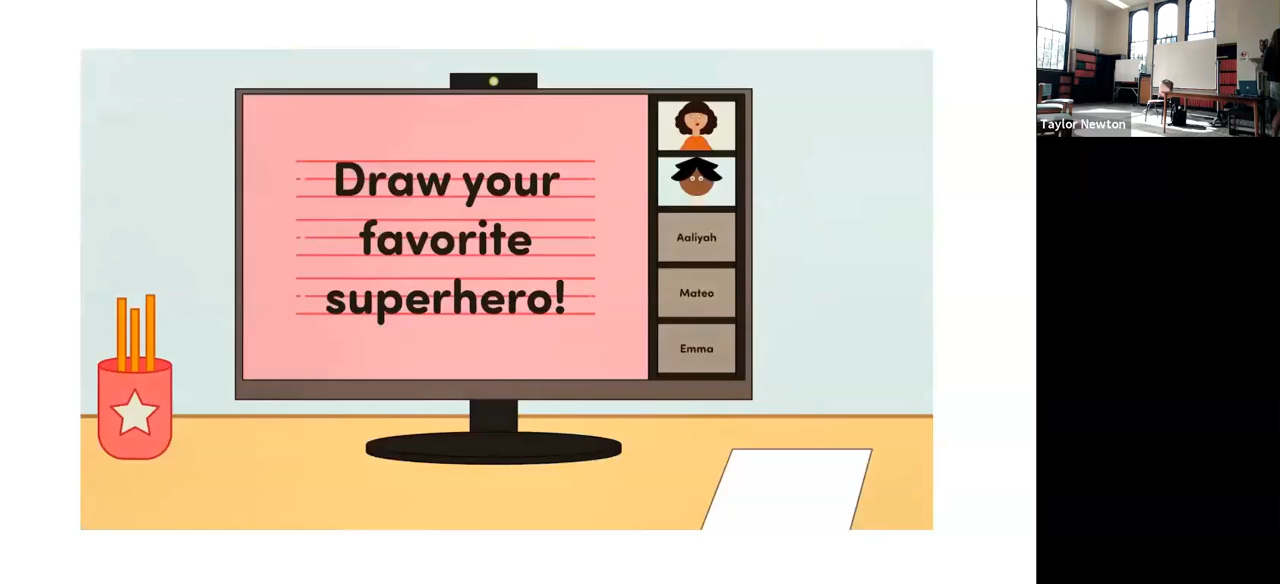 Draw your
favorite
superhero!
Aaliyah
Mateo
Emma
Taylor Newton